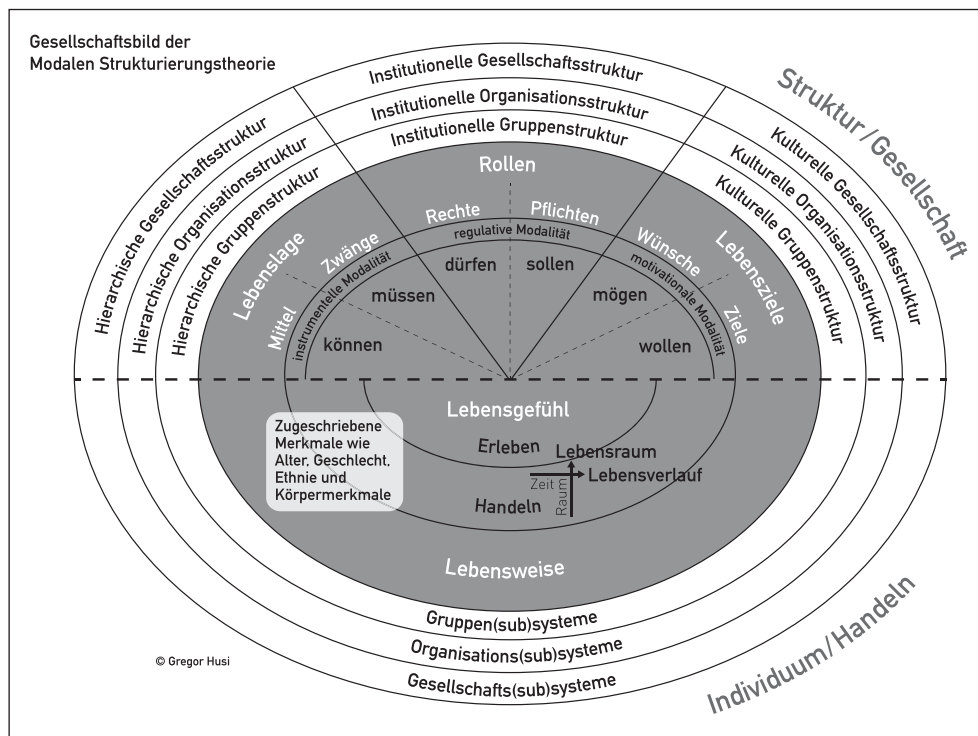 Gesellschaftsbild der
Modalen Strukturierungstheorie
Struktur/Gesellschaft
Institutionelle Gesellschaftsstruktur
Institutionelle Organisationsstruktur
Institutionelle Gruppenstruktur
Hierarchische Gesellschaftsstruktur
Hierarchische Organisationsstruktur
Hierarchische Gruppenstruktur
Kulturelle Gesellschaftsstruktur
Kulturelle Organisationsstruktur
Kulturelle Gruppenstruktur
Rollen
Lebenslage
Lebensziele
Mittel
Zwänge
Rechte
Pflichten
Wünsche
Ziele
instrumentelle Modalität
regulative Modalität
motivationale Modalität
können
müssen
dürfen
sollen
mögen
wollen
Lebensgefühl
Erleben
Lebensraum
Zeit
Lebensverlauf
Raum
Handeln
Zugeschriebene
Merkmale wie
Alter, Geschlecht,
Ethnie und
Körpermerkmale
Lebensweise
Gruppen(sub)systeme
Organisations(sub)systeme
Gesellschafts(sub)systeme
Individuum/Handeln
© Gregor Husi